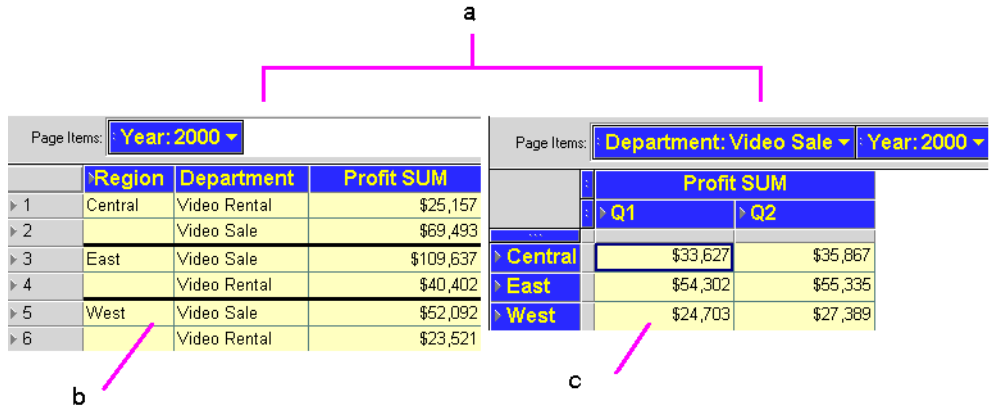 a
Page Items: Year: 2000
Region Department Profit SUM
1 Central Video Rental $25,157
2 Video Sale $69,493
3 East Video Sale $109,637
4 Video Rental $40,402
5 West Video Sale $52,092
6 Video Rental $23,521
b
Page Items: Department: Video Sale Year: 2000
Profit SUM
Q1 Q2
Central $33,627 $35,867
East $54,302 $55,335
West $24,703 $27,389
c